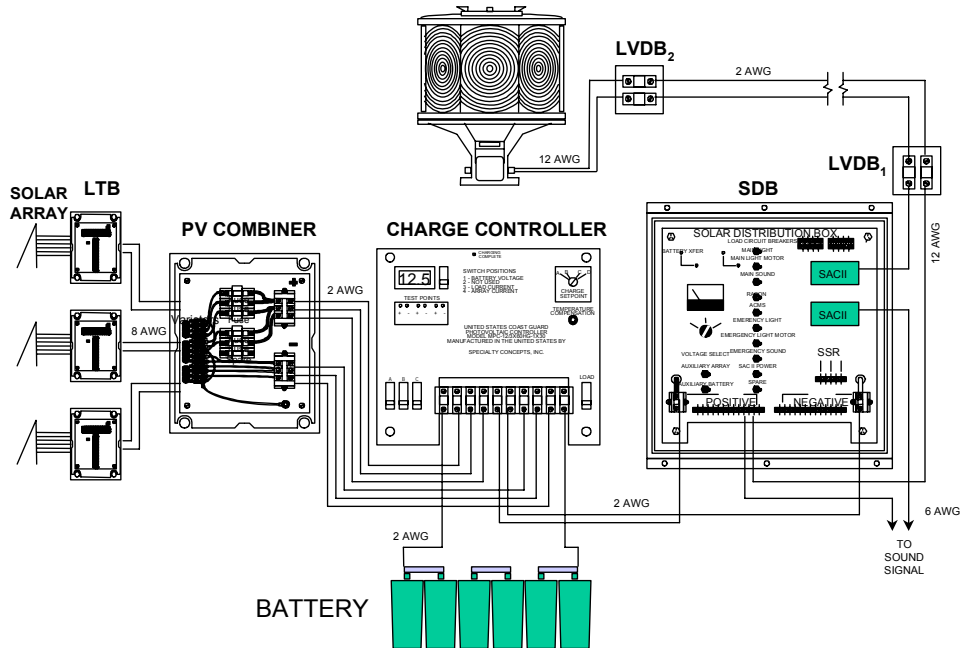 LVDB2
2 AWG
12 AWG
LVDB1
SOLAR
ARRAY
LTB
PV COMBINER
CHARGE CONTROLLER
SDB
12 AWG
CHARGING
COMPLETE
12.5
SWITCH POSITIONS
1 - BATTERY VOLTAGE
2 - NOT USED
3 - LOAD CURRENT
4 - ARRAY CURRENT
A B C D
CHARGE
SETPOINT
TEST POINTS
- + - + - +
TEMPERATURE
COMPENSATION
UNITED STATES COAST GUARD
PHOTOVOLTAIC CONTROLLER
MANUFACTURED IN THE UNITED STATES BY
SPECIALTY CONCEPTS, INC.
A B C
LOAD
+
-
Varistors
Fuse
2 AWG
8 AWG
SOLAR DISTRIBUTION BOX
LOAD CIRCUIT BREAKERS
BATTERY XFER
MAIN LIGHT
MAIN LIGHT MOTOR
MAIN SOUND
RACON
ACMS
EMERENCY LIGHT
EMERGENCY LIGHT MOTOR
EMERGENCY SOUND
SAC II POWER
SPARE
VOLTAGE SELECT
AUXILIARY ARRAY
AUXILIARY BATTERY
SACII
SACII
SSR
POSITIVE
NEGATIVE
2 AWG
2 AWG
6 AWG
TO
SOUND
SIGNAL
BATTERY